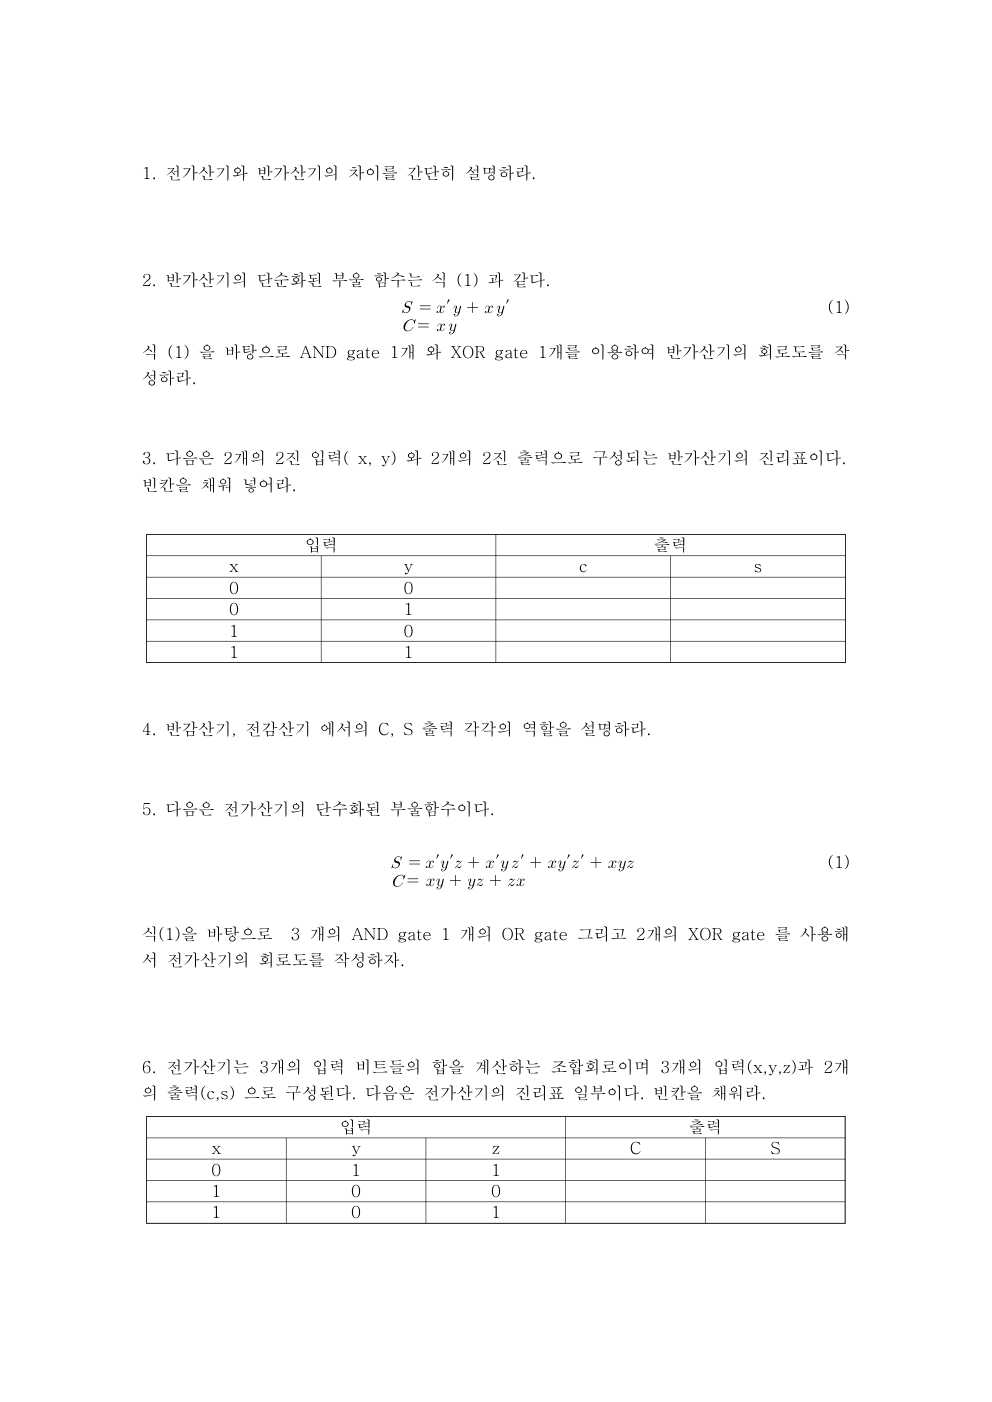 1. 전가산기와 반가산기의 차이를 간단히 설명하라.
2. 반가산기의 단순화된 부울 함수는 식 (1) 과 같다.
S = x′y + xy′ (1)
C = xy
식 (1) 을 바탕으로 AND gate 1개 와 XOR gate 1개를 이용하여 반가산기의 회로도를 작
성하라.
3. 다음은 2개의 2진 입력( x, y) 와 2개의 2진 출력으로 구성되는 반가산기의 진리표이다.
빈칸을 채워 넣어라.
입력 출력
x y c s
0 0
0 1
1 0
1 1
4. 반감산기, 전감산기 에서의 C, S 출력 각각의 역할을 설명하라.
5. 다음은 전가산기의 단수화된 부울함수이다.
S = x′y′z + x′yz′ + xy′z′ + xyz (1)
C = xy + yz + zx
식(1)을 바탕으로 3 개의 AND gate 1 개의 OR gate 그리고 2개의 XOR gate 를 사용해
서 전가산기의 회로도를 작성하자.
6. 전가산기는 3개의 입력 비트들의 합을 계산하는 조합회로이며 3개의 입력(x,y,z)과 2개
의 출력(c,s) 으로 구성된다. 다음은 전가산기의 진리표 일부이다. 빈칸을 채워라.
입력 출력
x y z C S
0 1 1
1 0 0
1 0 1